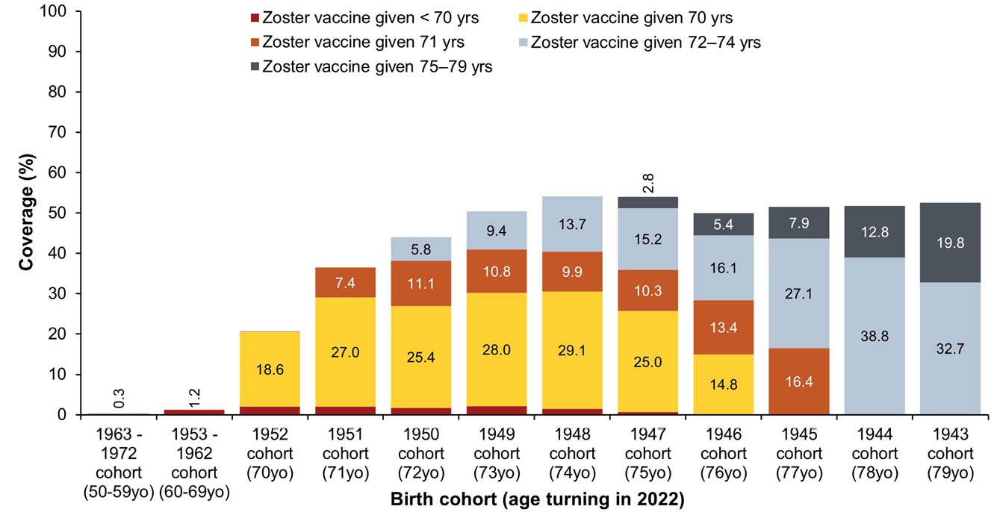 Zoster vaccine given < 70 yrs
Zoster vaccine given 70 yrs
Zoster vaccine given 71 yrs
Zoster vaccine given 72–74 yrs
Zoster vaccine given 75–79 yrs
Coverage (%)
100
90
80
70
60
50
40
30
20
10
0
0.3
1.2
18.6
7.4
27.0
5.8
11.1
25.4
9.4
10.8
28.0
13.7
9.9
29.1
2.8
15.2
10.3
25.0
5.4
16.1
13.4
14.8
7.9
27.1
16.4
12.8
38.8
19.8
32.7
1963 -
1972
cohort
(50-59yo)
1953 -
1962
cohort
(60-69yo)
1952
cohort
(70yo)
1951
cohort
(71yo)
1950
cohort
(72yo)
1949
cohort
(73yo)
1948
cohort
(74yo)
1947
cohort
(75yo)
1946
cohort
(76yo)
1945
cohort
(77yo)
1944
cohort
(78yo)
1943
cohort
(79yo)
Birth cohort (age turning in 2022)